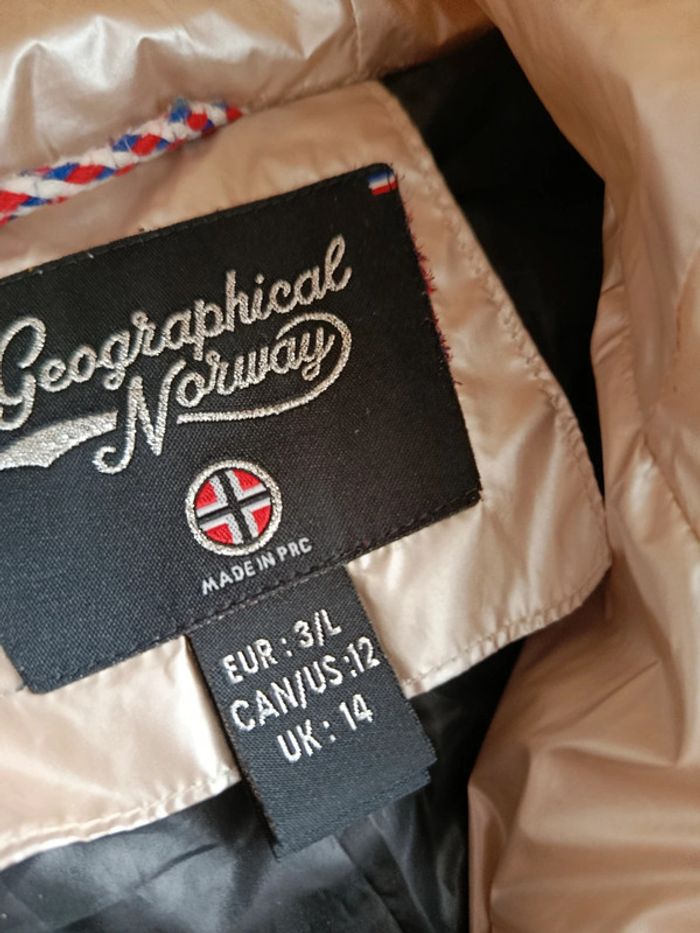 Geographical
Norway
MADE IN PRC
EUR : 3/L
CAN/US :12
UK : 14